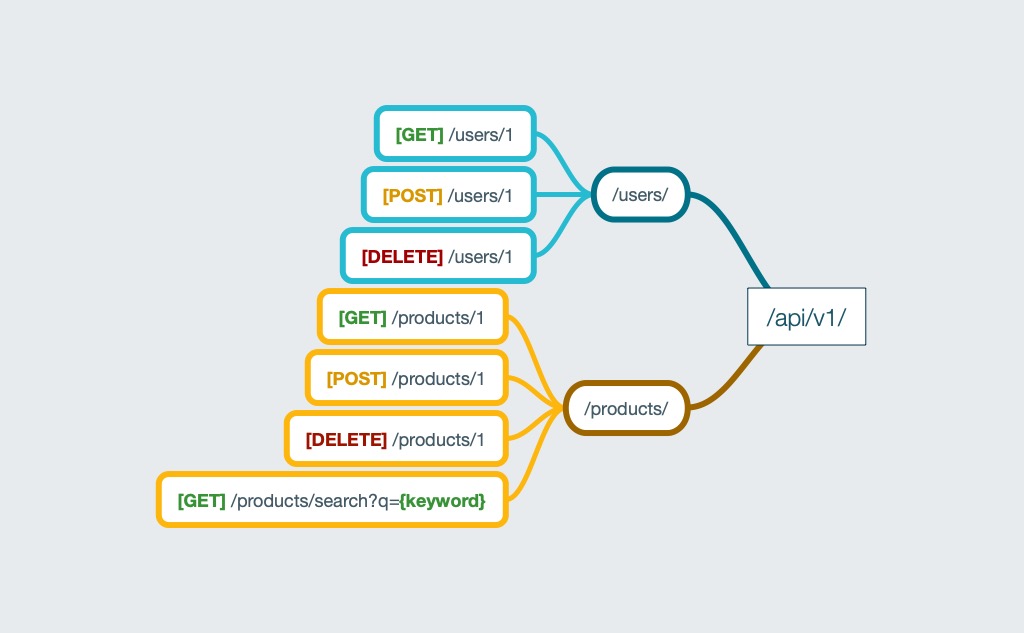 [GET] /users/1
[POST] /users/1
/users/
[DELETE] /users/1
[GET] /products/1
/api/v1/
[POST] /products/1
/products/
[DELETE] /products/1
[GET] /products/search?q={keyword}